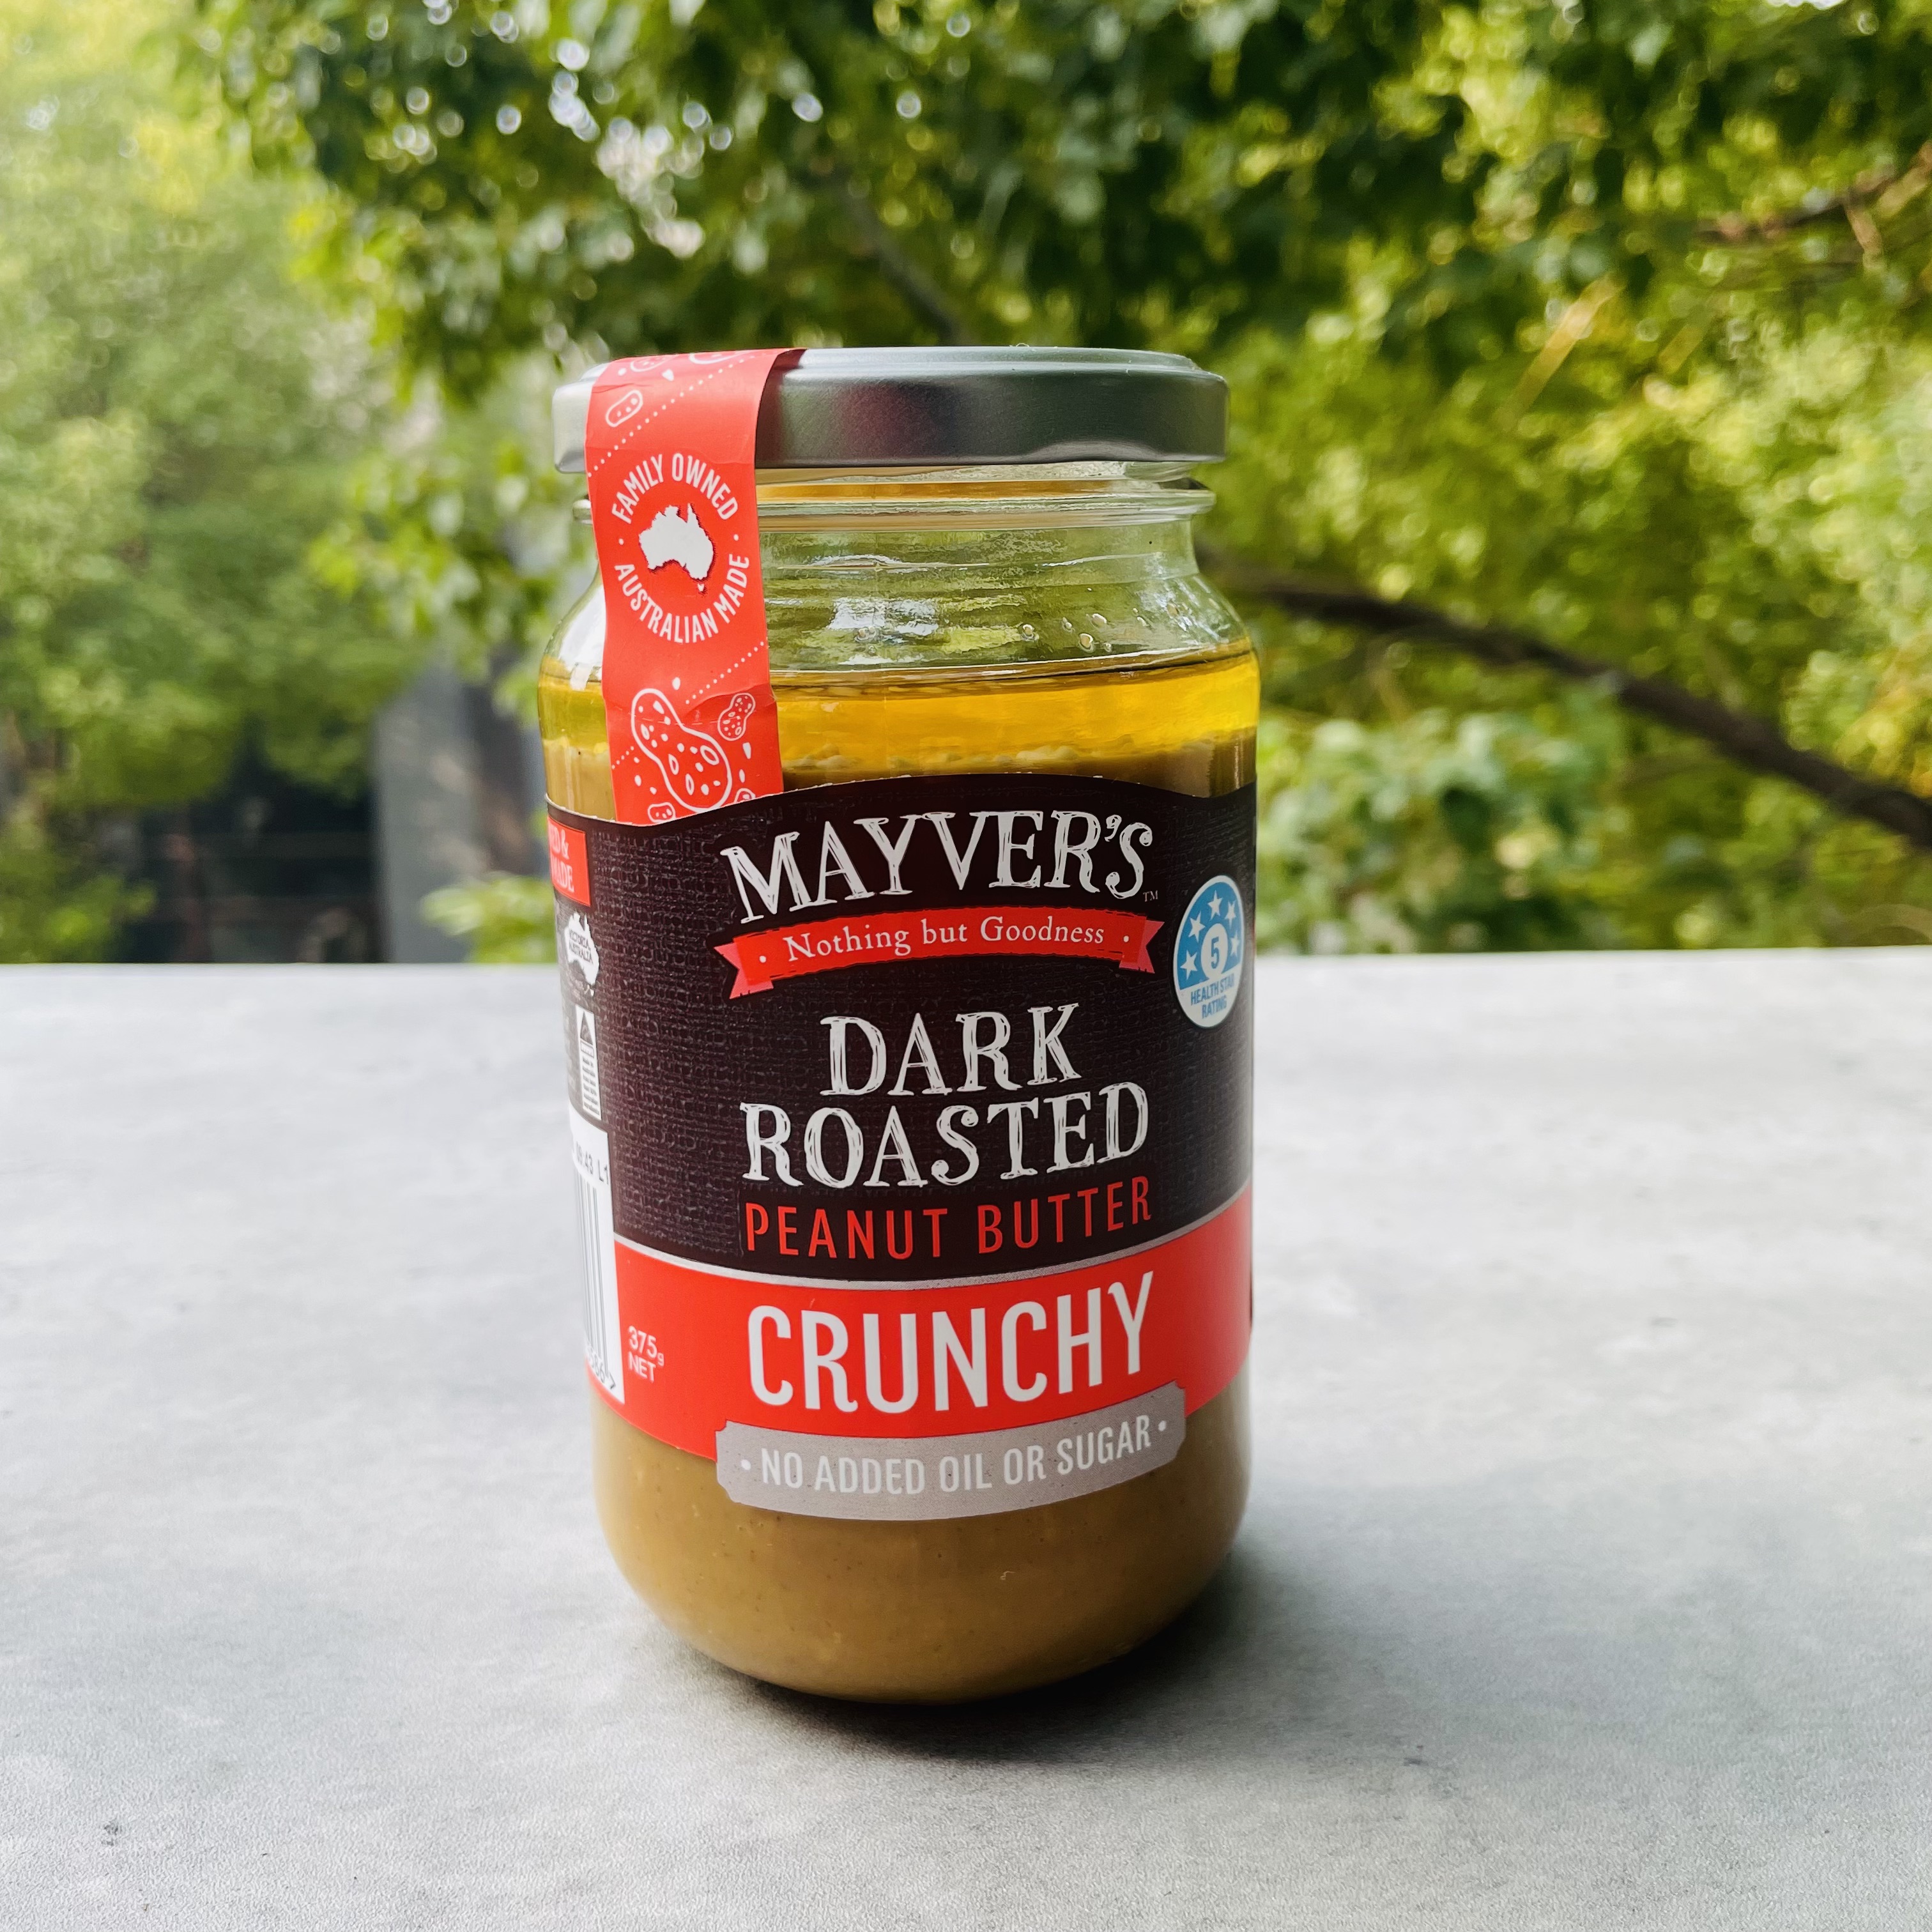 FAMILY OWNED
AUSTRALIAN MADE
MAYVER'S™
Nothing but Goodness
5
HEALTH STAR
RATING
DARK
ROASTED
PEANUT BUTTER
CRUNCHY
375g
NET
NO ADDED OIL OR SUGAR